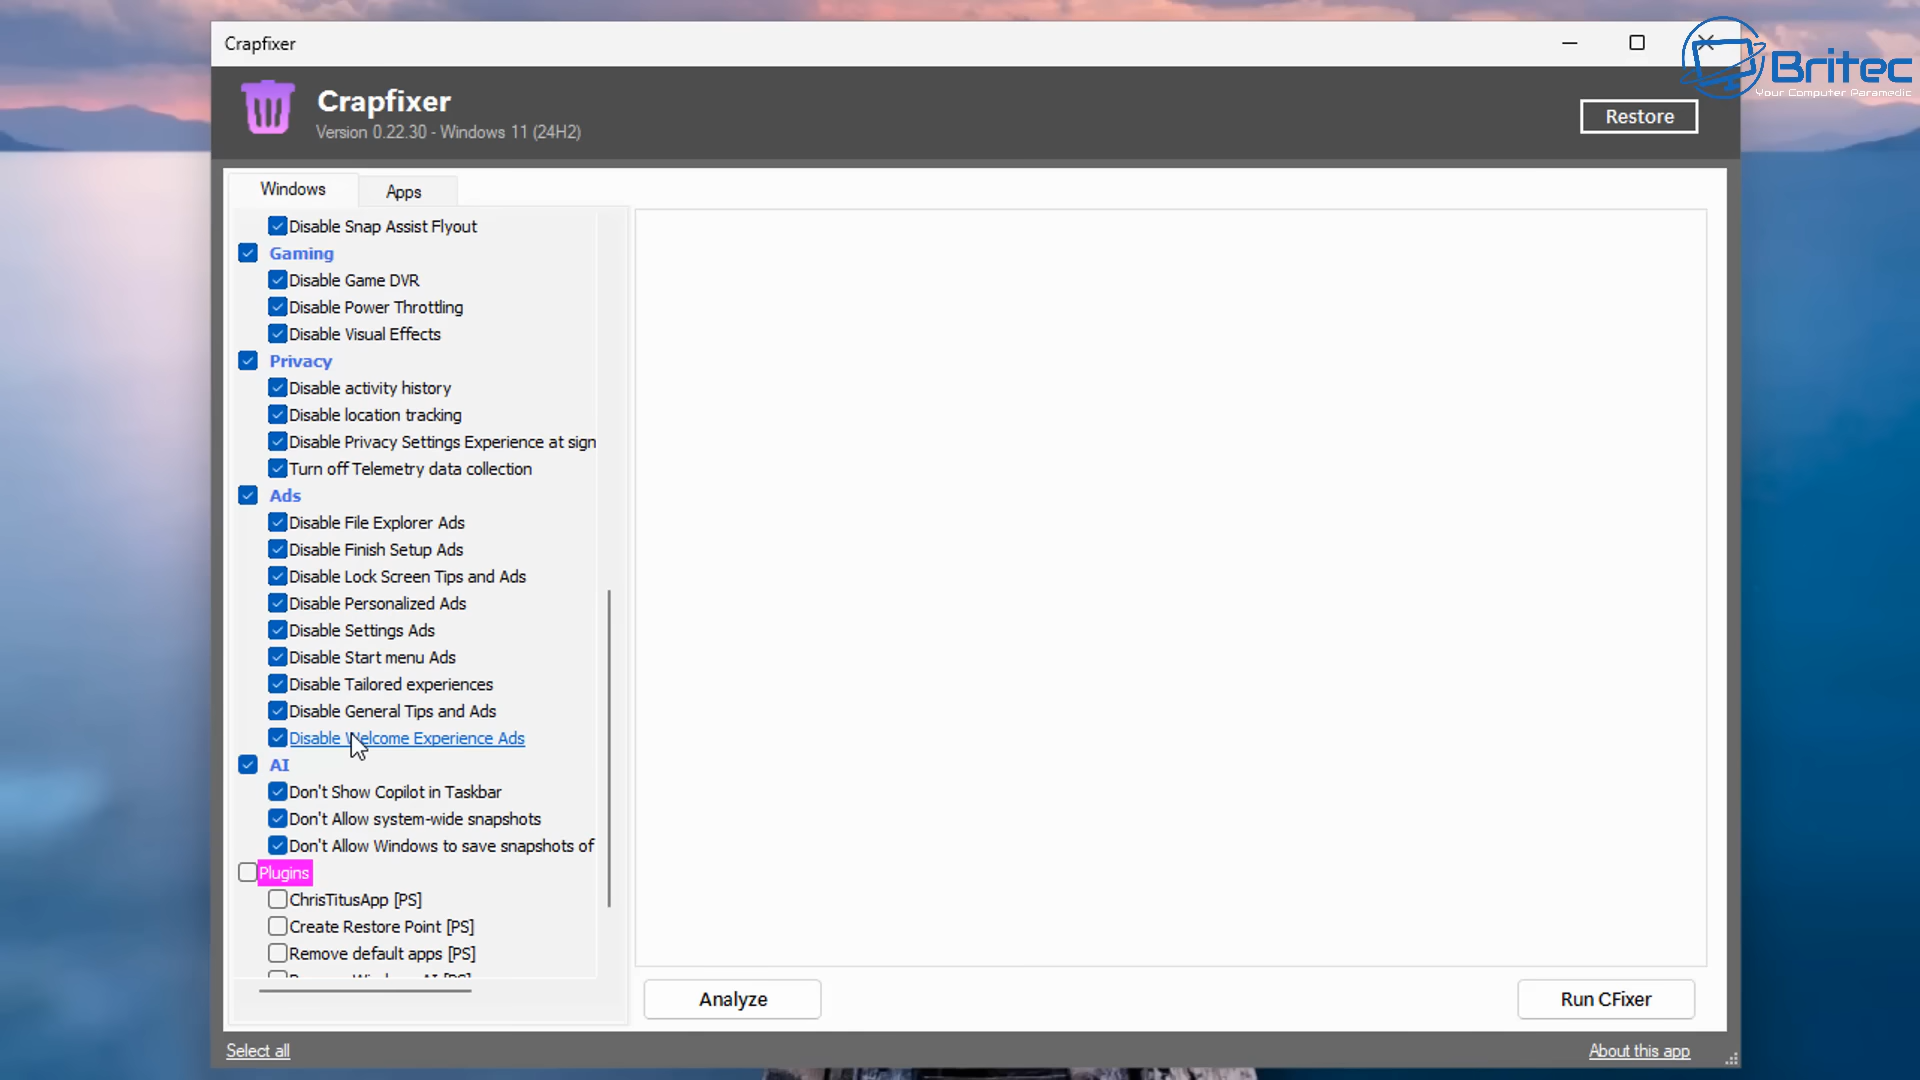 Crapfixer
Britec
Your Computer Paramedic
Crapfixer
Version 0.22.30 - Windows 11 (24H2)
Restore
Windows
Apps
Disable Snap Assist Flyout
Gaming
Disable Game DVR
Disable Power Throttling
Disable Visual Effects
Privacy
Disable activity history
Disable location tracking
Disable Privacy Settings Experience at sign
Turn off Telemetry data collection
Ads
Disable File Explorer Ads
Disable Finish Setup Ads
Disable Lock Screen Tips and Ads
Disable Personalized Ads
Disable Settings Ads
Disable Start menu Ads
Disable Tailored experiences
Disable General Tips and Ads
Disable Welcome Experience Ads
AI
Don't Show Copilot in Taskbar
Don't Allow system-wide snapshots
Don't Allow Windows to save snapshots of
Plugins
ChrisTitusApp [PS]
Create Restore Point [PS]
Remove default apps [PS]
Analyze
Run CFixer
Select all
About this app